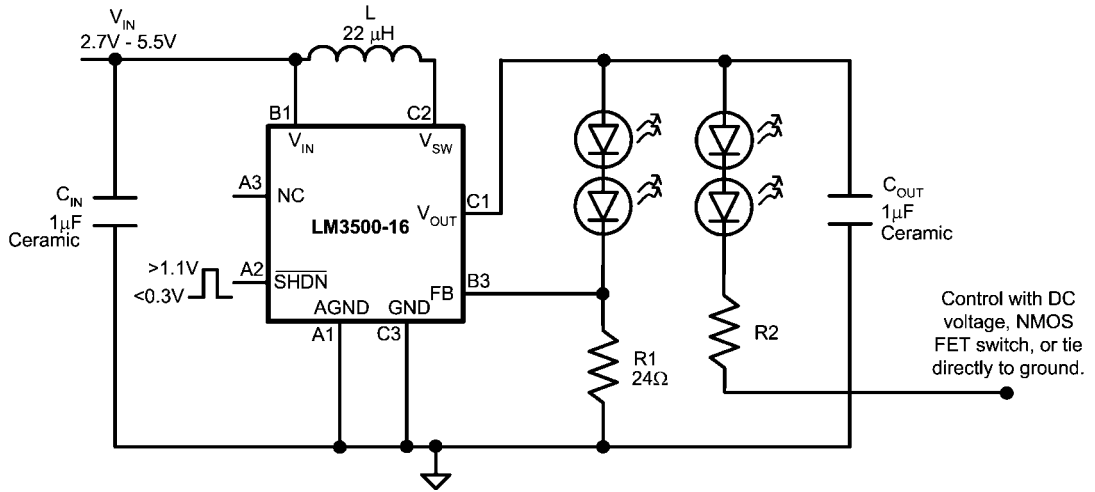 V_IN
2.7V - 5.5V
L
22 μH
B1
C2
V_IN
V_SW
A3
NC
C1
V_OUT
LM3500-16
C_IN
1μF
Ceramic
C_OUT
1μF
Ceramic
>1.1V
<0.3V
A2
SHDN
B3
FB
AGND
GND
A1
C3
R1
24Ω
R2
Control with DC
voltage, NMOS
FET switch, or tie
directly to ground.